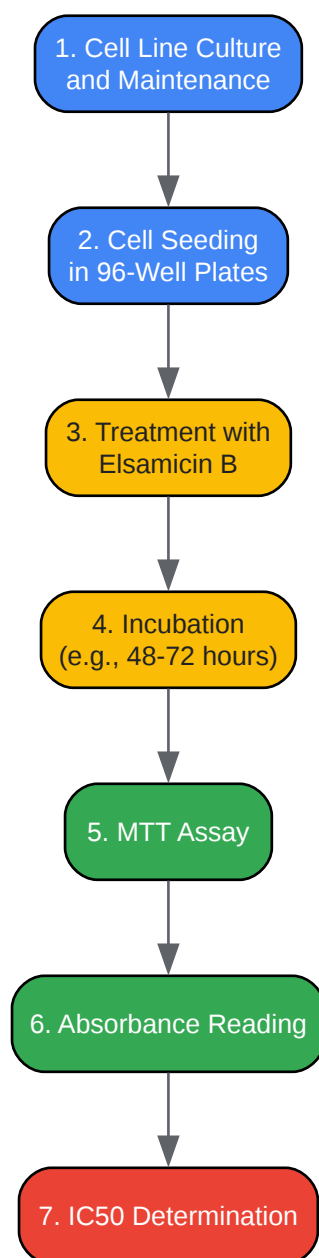 1. Cell Line Culture
and Maintenance
2. Cell Seeding
in 96-Well Plates
3. Treatment with
Elsamicin B
4. Incubation
(e.g., 48-72 hours)
5. MTT Assay
6. Absorbance Reading
7. IC50 Determination